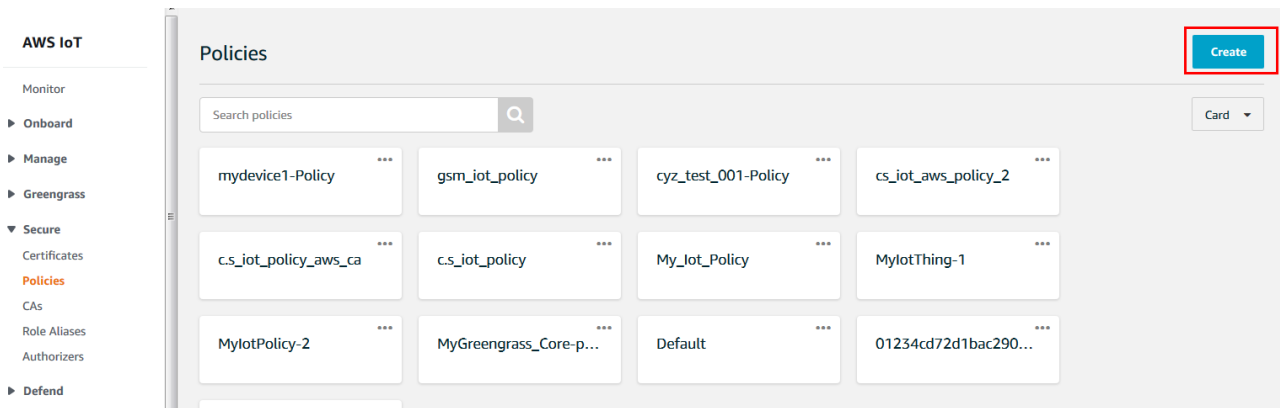 AWS IoT
Monitor
Onboard
Manage
Greengrass
Secure
Certificates
Policies
CAs
Role Aliases
Authorizers
Defend
Policies
Create
Search policies
Card
mydevice1-Policy
gsm_iot_policy
cyz_test_001-Policy
cs_iot_aws_policy_2
c.s_iot_policy_aws_ca
c.s_iot_policy
My_Iot_Policy
MyIotThing-1
MyIotPolicy-2
MyGreengrass_Core-p...
Default
01234cd72d1bac290...